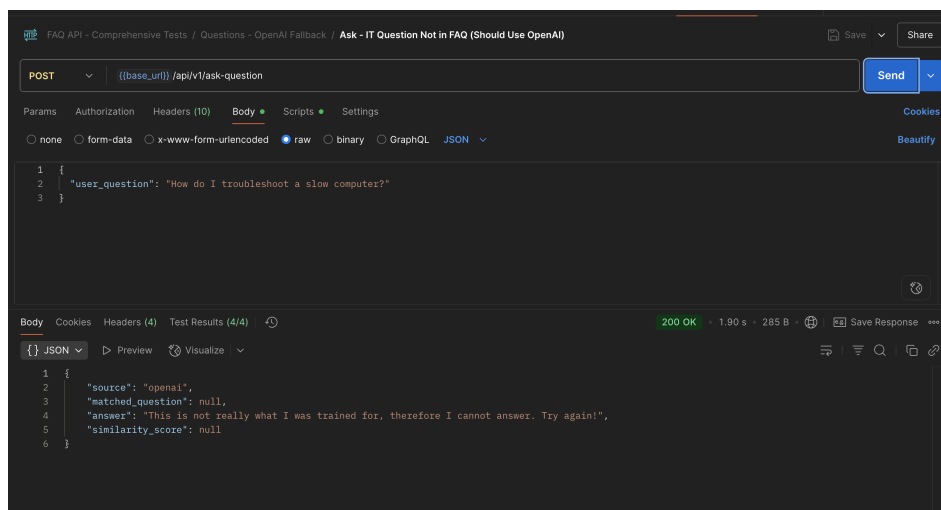 HTTP FAQ API - Comprehensive Tests / Questions - OpenAI Fallback / Ask - IT Question Not in FAQ (Should Use OpenAI) Save Share
POST {{base_url}} /api/v1/ask-question Send
Params Authorization Headers (10) Body Scripts Settings Cookies
none form-data x-www-form-urlencoded raw binary GraphQL JSON Beautify
1 {
2 "user_question": "How do I troubleshoot a slow computer?"
3 }
Body Cookies Headers (4) Test Results (4/4) 200 OK 1.90 s 285 B e.g. Save Response
{} JSON Preview Visualize
1 {
2 "source": "openai",
3 "matched_question": null,
4 "answer": "This is not really what I was trained for, therefore I cannot answer. Try again!",
5 "similarity_score": null
6 }